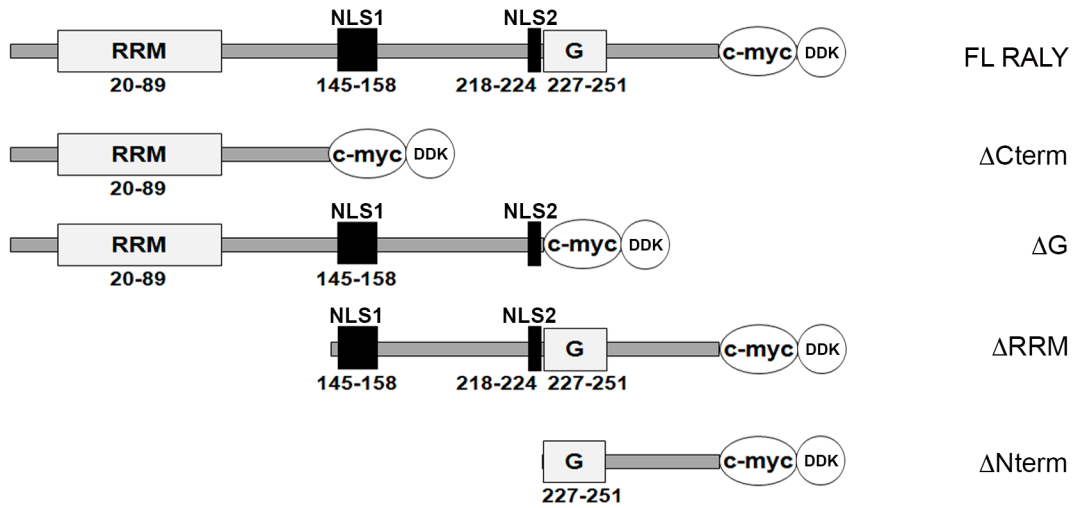 NLS1 NLS2
RRM G c-myc DDK FL RALY
20-89 145-158 218-224 227-251
RRM c-myc DDK ΔCterm
20-89
NLS1 NLS2
RRM c-myc DDK ΔG
20-89 145-158
NLS1 NLS2
G c-myc DDK ΔRRM
145-158 218-224 227-251
G c-myc DDK ΔNterm
227-251